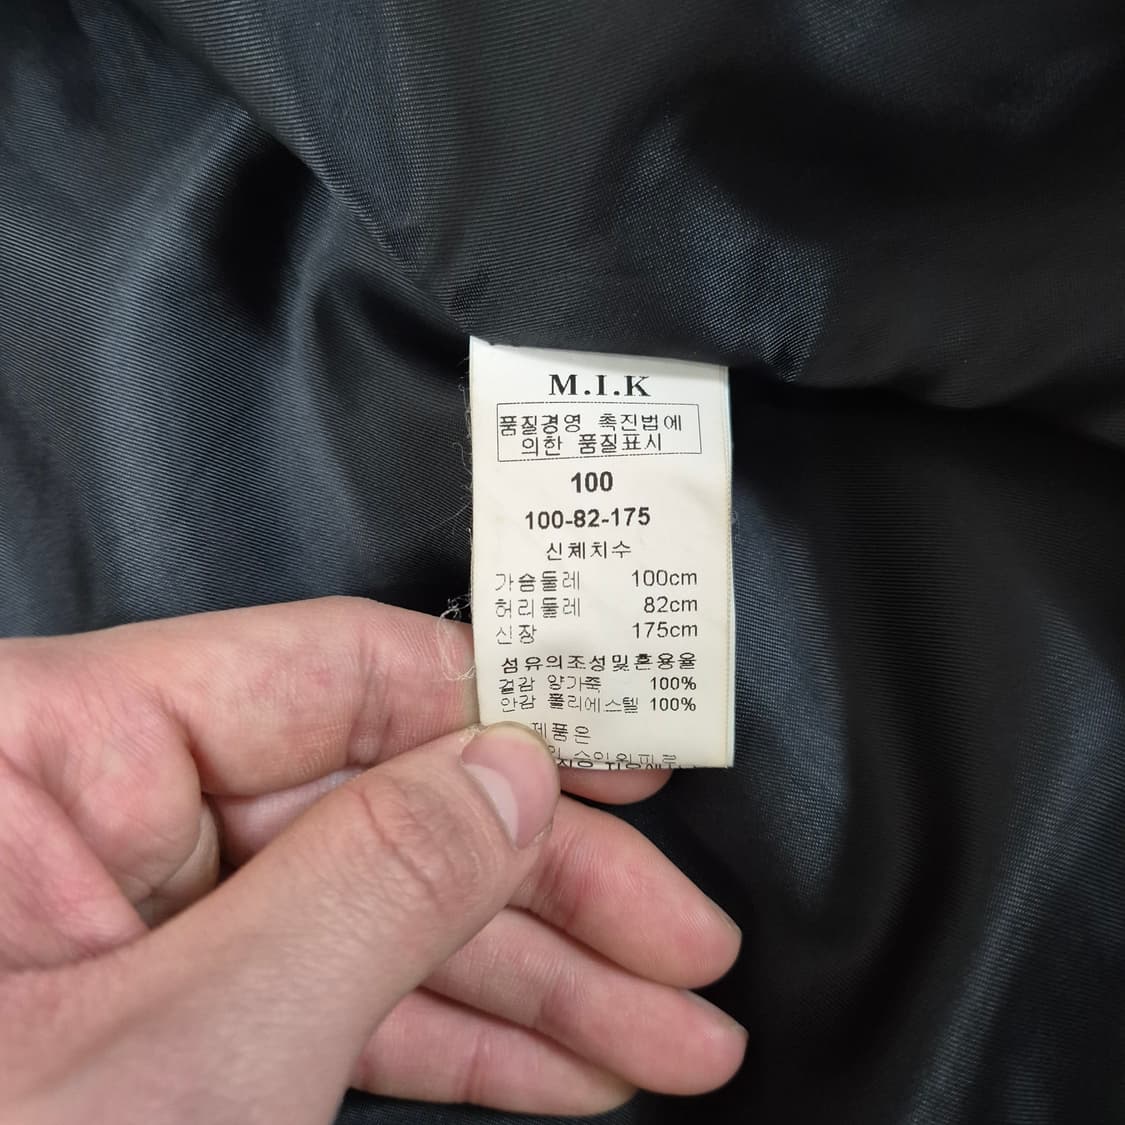 M.I.K
품질경영 촉진법에
의한 품질표시
100
100-82-175
신체치수
가슴둘레 100cm
허리둘레 82cm
신장 175cm
섬유의조성및혼용율
겉감 양가죽 100%
안감 폴리에스텔 100%
제품은